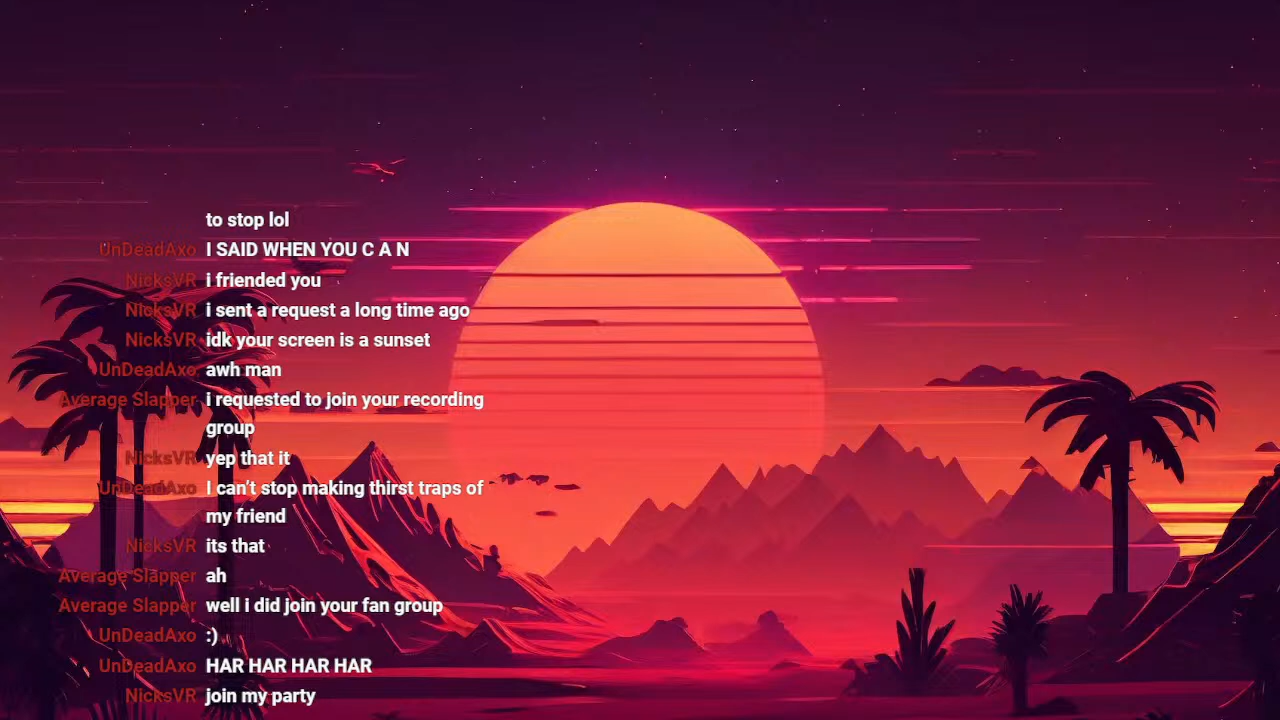 to stop lol
UnDeadAxo I SAID WHEN YOU C A N
NicksVR i friended you
NicksVR i sent a request a long time ago
NicksVR idk your screen is a sunset
UnDeadAxo awh man
Average Slapper i requested to join your recording
group
NicksVR yep that it
UnDeadAxo I can't stop making thirst traps of
my friend
NicksVR its that
Average Slapper ah
Average Slapper well i did join your fan group
UnDeadAxo :)
UnDeadAxo HAR HAR HAR HAR
NicksVR join my party